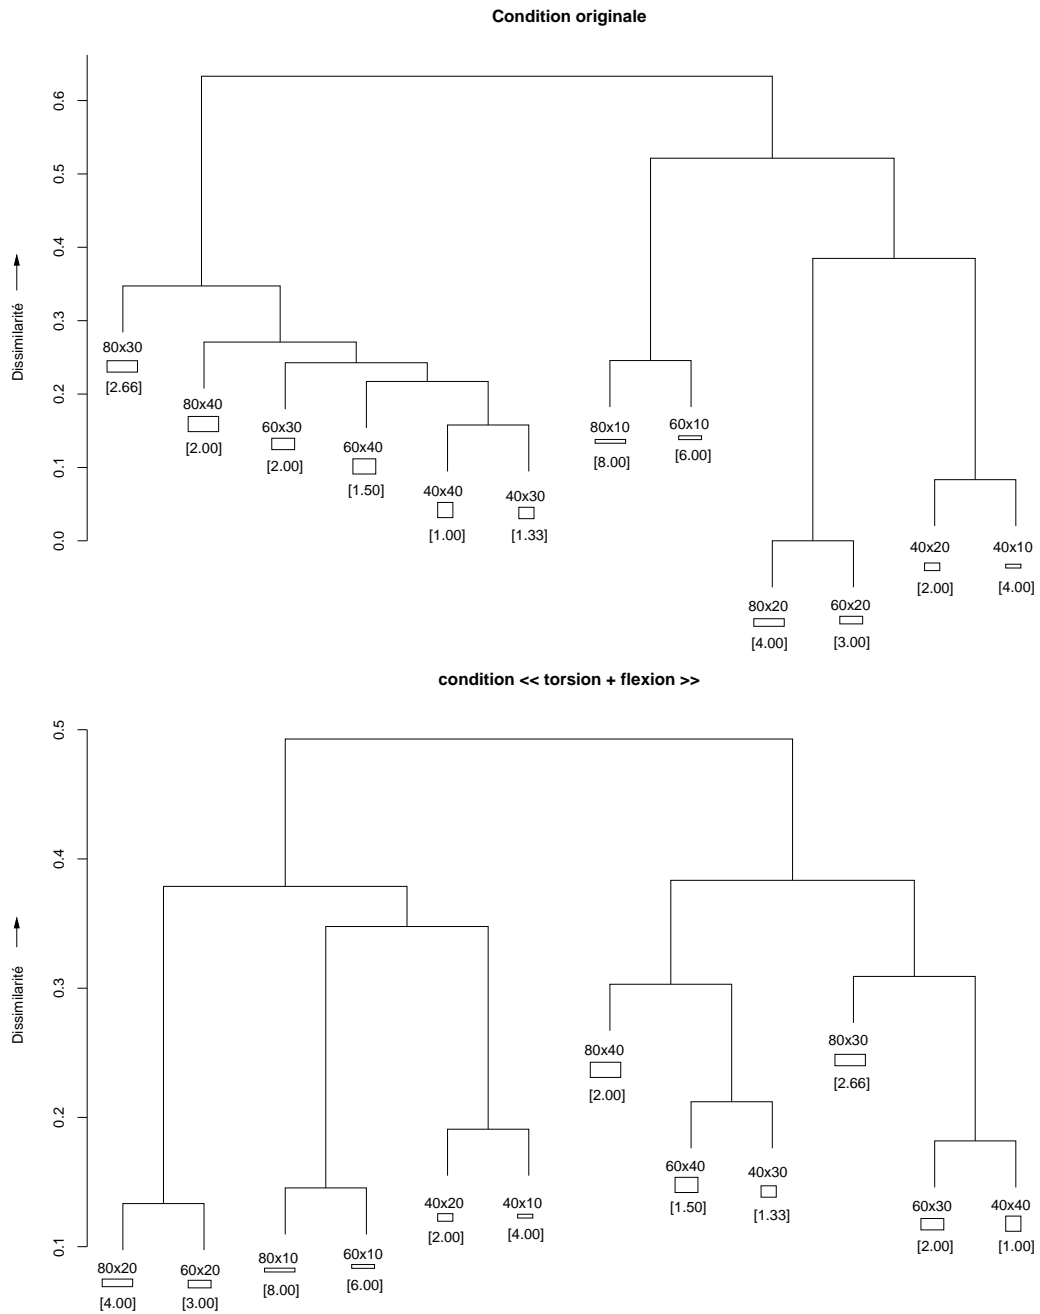 Condition originale
Dissimilarité
0.6
0.5
0.4
0.3
0.2
0.1
0.0
80x30
[2.66]
80x40
[2.00]
60x30
[2.00]
60x40
[1.50]
40x40
[1.00]
40x30
[1.33]
80x10
[8.00]
60x10
[6.00]
80x20
[4.00]
60x20
[3.00]
40x20
[2.00]
40x10
[4.00]
condition << torsion + flexion >>
Dissimilarité
0.5
0.4
0.3
0.2
0.1
80x20
[4.00]
60x20
[3.00]
80x10
[8.00]
60x10
[6.00]
40x20
[2.00]
40x10
[4.00]
80x40
[2.00]
60x40
[1.50]
40x30
[1.33]
80x30
[2.66]
60x30
[2.00]
40x40
[1.00]